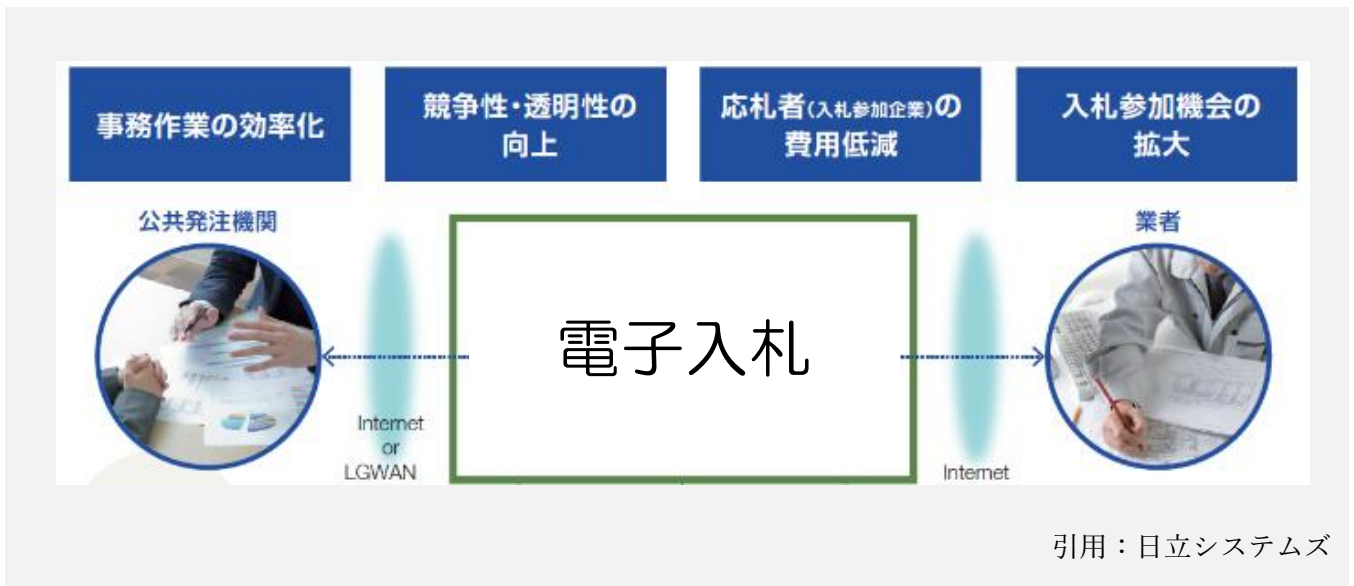 事務作業の効率化
競争性・透明性の
向上
応札者(入札参加企業)の
費用低減
入札参加機会の
拡大
公共発注機関
業者
電子入札
Internet
or
LGWAN
Internet
引用：日立システムズ